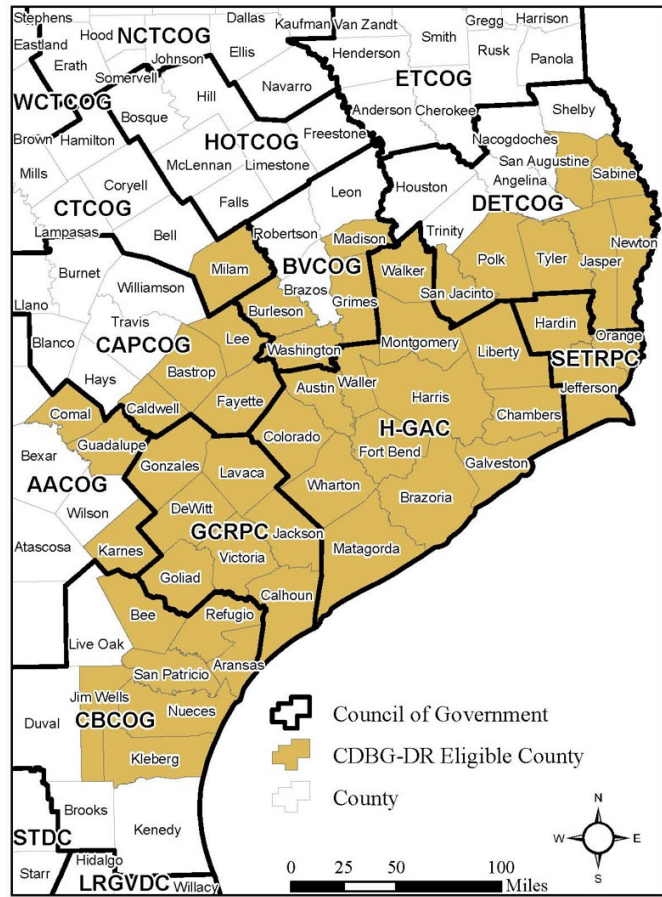 Stephens
Eastland
Hood
Dallas
Kaufman
Van Zandt
Gregg
Harrison
NCTCOG
Smith
Erath
Johnson
Ellis
Henderson
Rusk
Panola
Somervell
Navarro
ETCOG
WCTCOG
Hill
Bosque
Anderson
Cherokee
Shelby
Brown
Hamilton
HOTCOG
Freestone
Nacogdoches
McLennan
Limestone
San Augustine
Mills
Coryell
Leon
Houston
Angelina
Sabine
CTCOG
Falls
DETCOG
Lampasas
Bell
Robertson
Madison
Trinity
Newton
Burnet
Milam
BVCOG
Walker
Polk
Tyler
Jasper
Williamson
Brazos
San Jacinto
Llano
Burleson
Grimes
Hardin
Travis
Lee
Orange
Blanco
CAPCOG
Washington
Montgomery
Liberty
SETRPC
Hays
Bastrop
Austin
Waller
Harris
Jefferson
Comal
Caldwell
Fayette
Chambers
Guadalupe
Colorado
H-GAC
Bexar
Gonzales
Lavaca
Fort Bend
Galveston
AACOG
Wharton
Wilson
DeWitt
Brazoria
GCRPC
Jackson
Atascosa
Karnes
Victoria
Matagorda
Goliad
Calhoun
Bee
Refugio
Live Oak
Aransas
San Patricio
Jim Wells
Duval
CBCOG
Nueces
Kleberg
Brooks
Kenedy
STDC
Hidalgo
Starr
LRGVDC
Willacy
Council of Government
CDBG-DR Eligible County
County
N
W
E
S
0 25 50 100
Miles